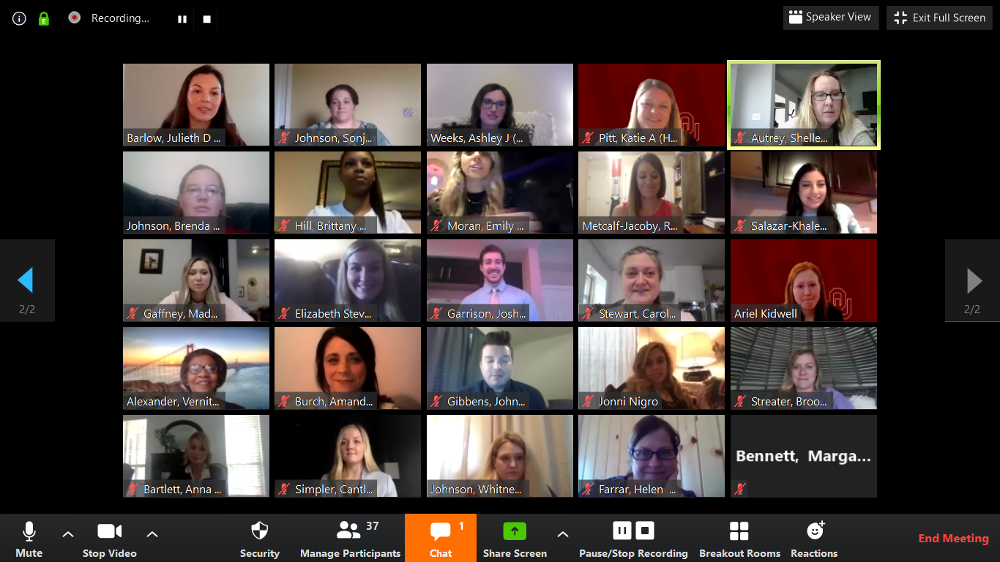 Recording...
Speaker View
Exit Full Screen
Barlow, Julieth D ...
Johnson, Sonj...
Weeks, Ashley J (...
Pitt, Katie A (H...
Autrey, Shelle...
Johnson, Brenda ...
Hill, Brittany ...
Moran, Emily ...
Metcalf-Jacoby, R...
Salazar-Khale...
2/2
2/2
Gaffney, Mad...
Elizabeth Stev...
Garrison, Josh...
Stewart, Carol...
Ariel Kidwell
Alexander, Vernit...
Burch, Amand...
Gibbens, John...
Jonni Nigro
Streater, Broo...
Bartlett, Anna ...
Simpler, Cantl...
Johnson, Whitne...
Farrar, Helen ...
Bennett, Marga...
Mute
Stop Video
Security
37
Manage Participants
1
Chat
Share Screen
Pause/Stop Recording
Breakout Rooms
Reactions
End Meeting